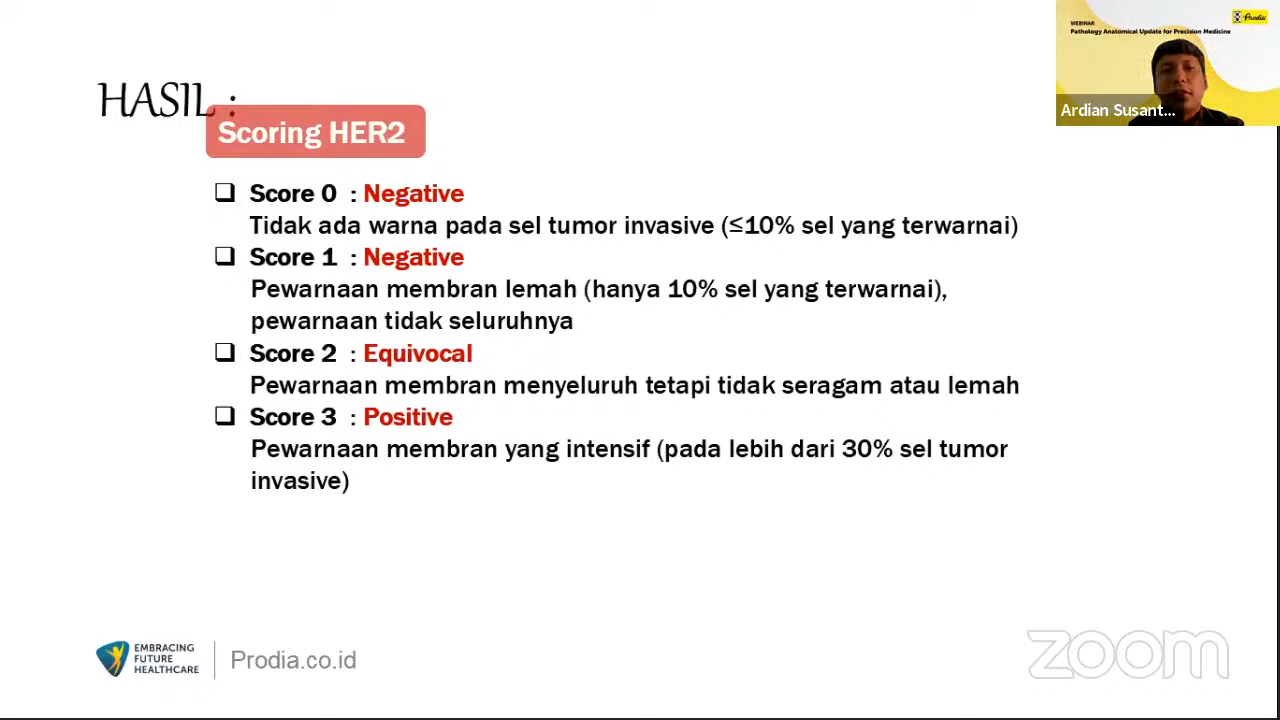 WEBINAR
Pathology Anatomical Update for Precision Medicine
Prodia
Ardian Susant...
HASIL :
Scoring HER2
❑ Score 0 : Negative
Tidak ada warna pada sel tumor invasive (≤10% sel yang terwarnai)
❑ Score 1 : Negative
Pewarnaan membran lemah (hanya 10% sel yang terwarnai),
pewarnaan tidak seluruhnya
❑ Score 2 : Equivocal
Pewarnaan membran menyeluruh tetapi tidak seragam atau lemah
❑ Score 3 : Positive
Pewarnaan membran yang intensif (pada lebih dari 30% sel tumor
invasive)
EMBRACING
FUTURE
HEALTHCARE
Prodia.co.id
zoom